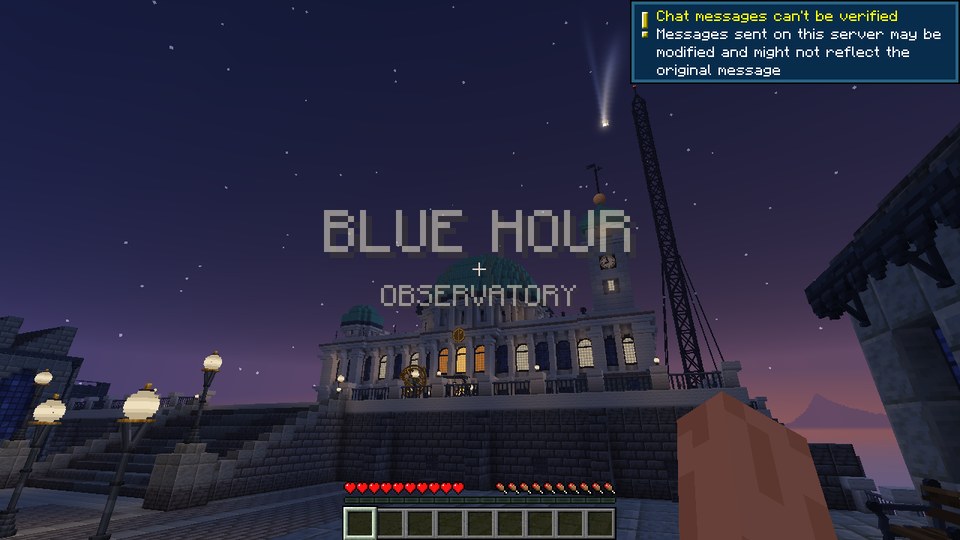 Chat messages can't be verified
Messages sent on this server may be
modified and might not reflect the
original message
BLUE HOUR
OBSERVATORY